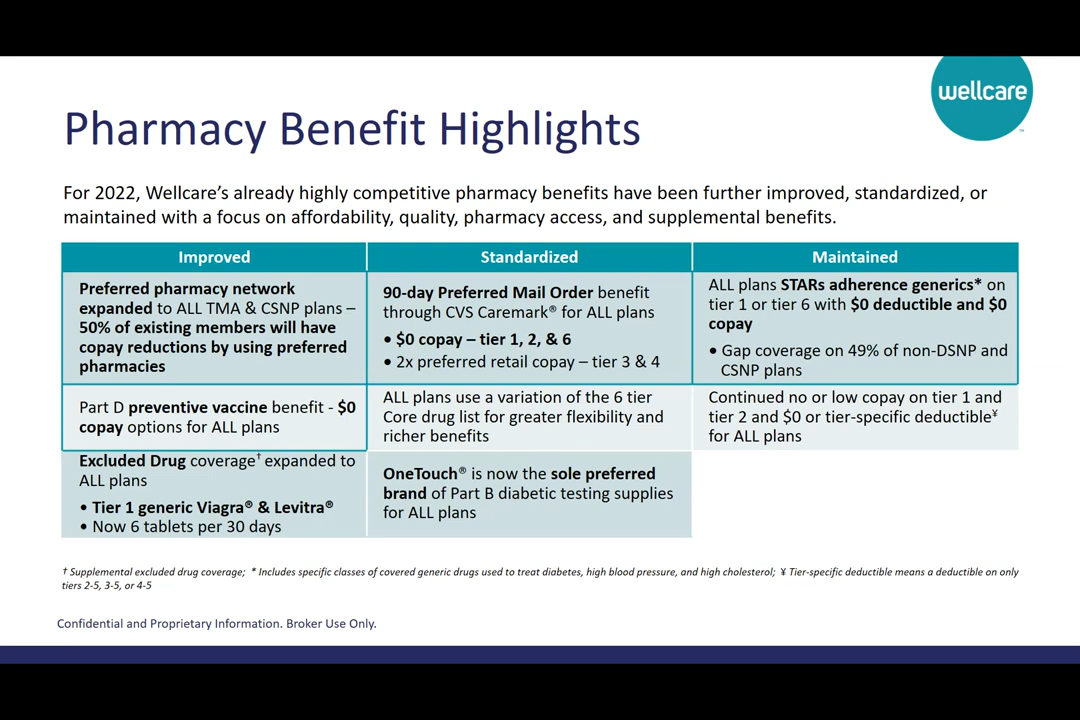 wellcare
™
Pharmacy Benefit Highlights
For 2022, Wellcare’s already highly competitive pharmacy benefits have been further improved, standardized, or
maintained with a focus on affordability, quality, pharmacy access, and supplemental benefits.
Improved
Standardized
Maintained
Preferred pharmacy network
expanded to ALL TMA & CSNP plans –
50% of existing members will have
copay reductions by using preferred
pharmacies
90-day Preferred Mail Order benefit
through CVS Caremark® for ALL plans
• $0 copay – tier 1, 2, & 6
• 2x preferred retail copay – tier 3 & 4
ALL plans STARs adherence generics* on
tier 1 or tier 6 with $0 deductible and $0
copay
• Gap coverage on 49% of non-DSNP and
CSNP plans
Part D preventive vaccine benefit - $0
copay options for ALL plans
ALL plans use a variation of the 6 tier
Core drug list for greater flexibility and
richer benefits
Continued no or low copay on tier 1 and
tier 2 and $0 or tier-specific deductible¥
for ALL plans
Excluded Drug coverage† expanded to
ALL plans
• Tier 1 generic Viagra® & Levitra®
• Now 6 tablets per 30 days
OneTouch® is now the sole preferred
brand of Part B diabetic testing supplies
for ALL plans
† Supplemental excluded drug coverage; * Includes specific classes of covered generic drugs used to treat diabetes, high blood pressure, and high cholesterol; ¥ Tier-specific deductible means a deductible on only
tiers 2-5, 3-5, or 4-5
Confidential and Proprietary Information. Broker Use Only.